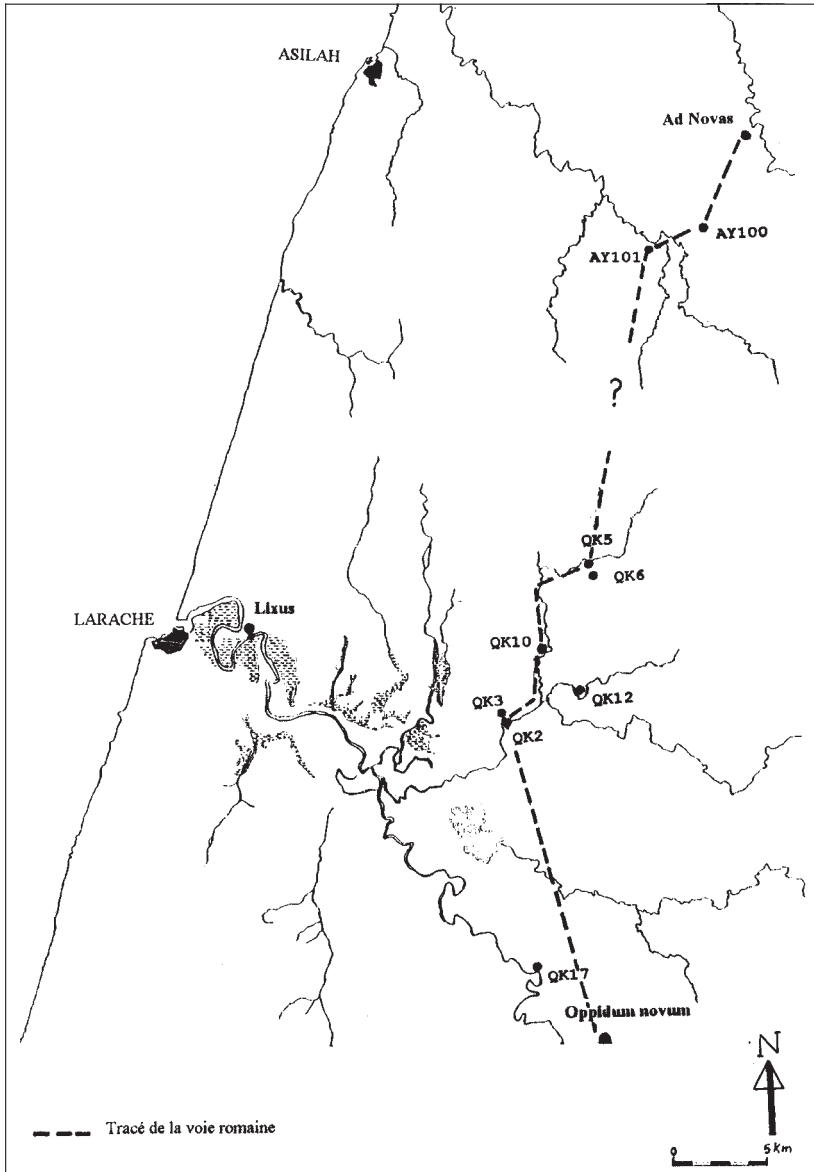 ASILAH
Ad Novas
AY100
AY101
?
QK5
QK6
LARACHE
Lixus
QK10
QK12
QK3
QK2
QK17
Oppidum novum
N
Tracé de la voie romaine
0 5 Km